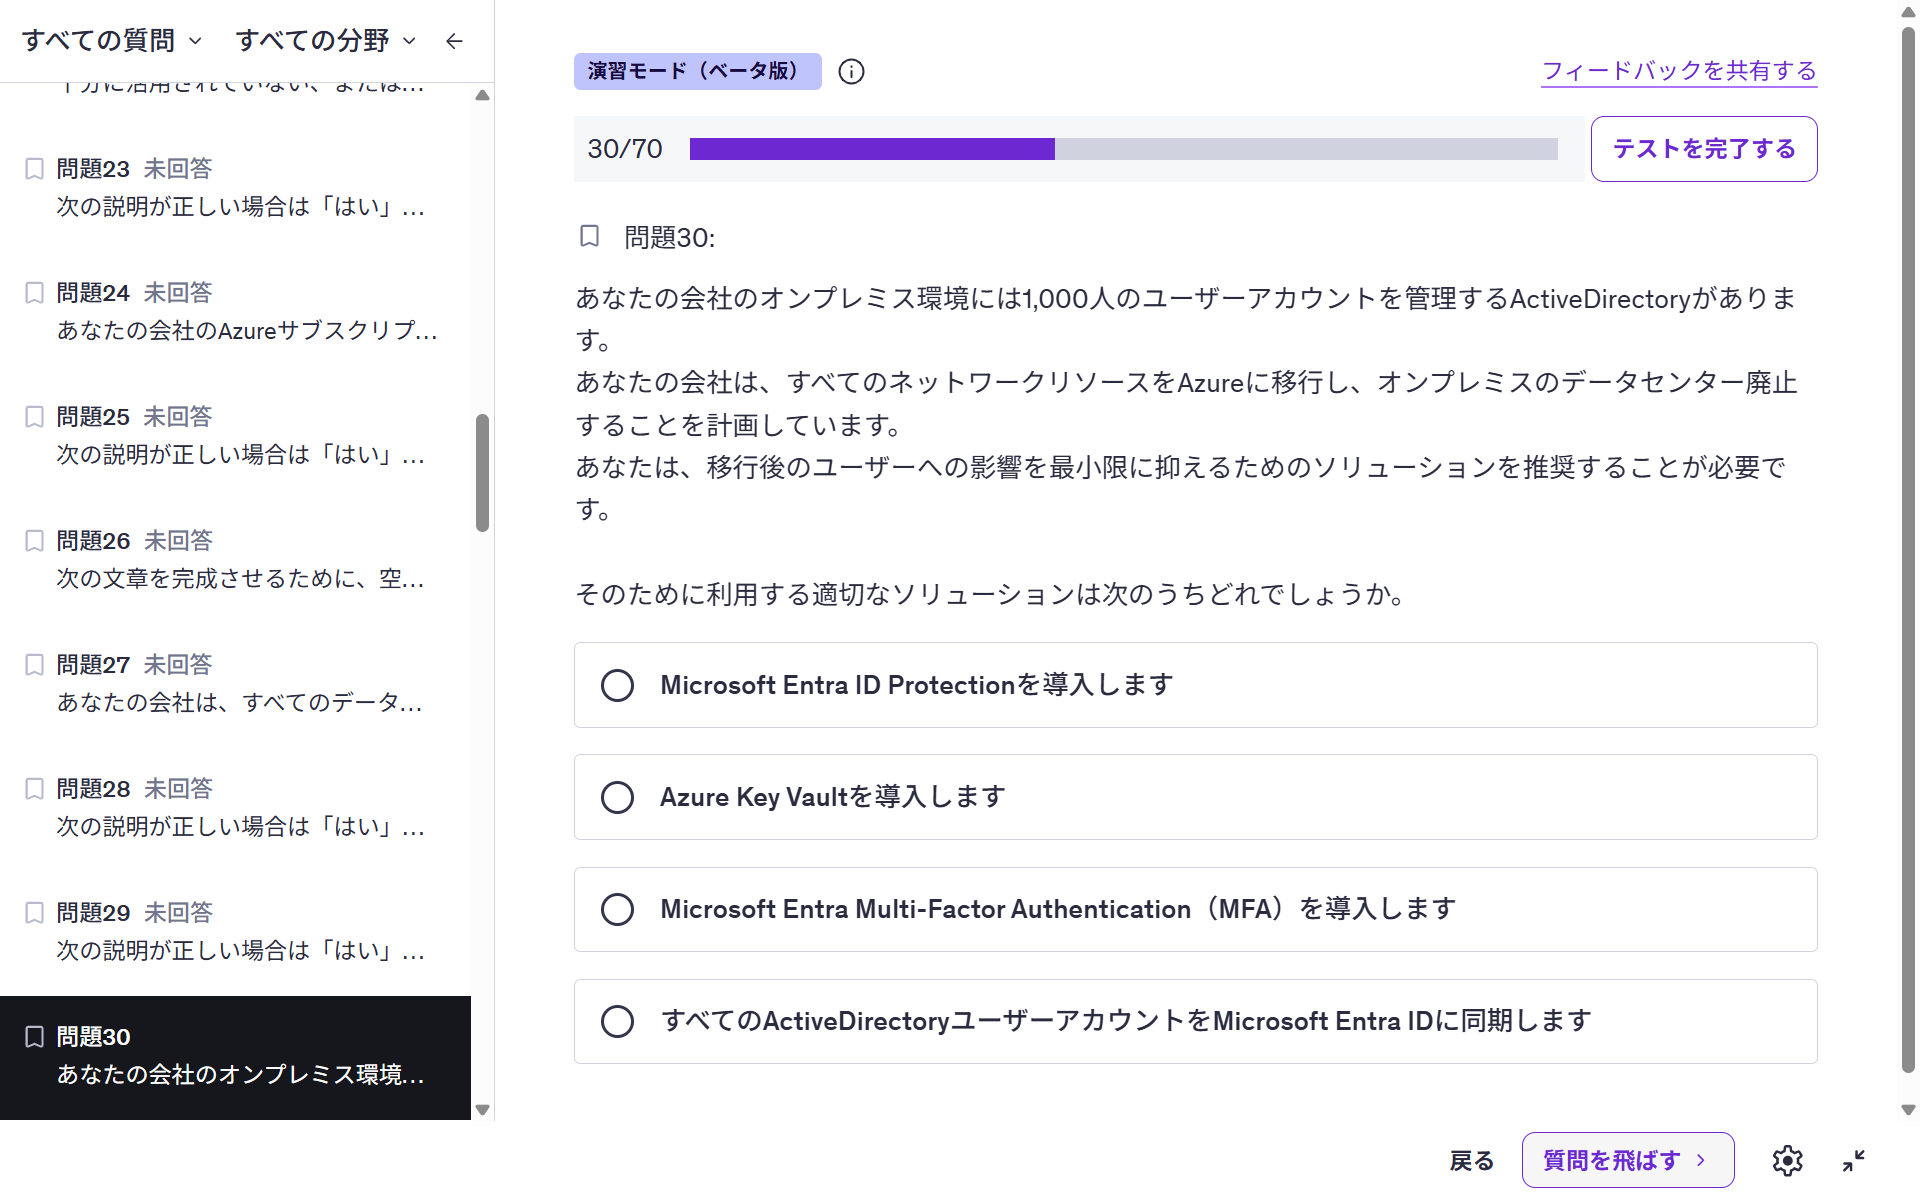 すべての質問
すべての分野
十分に活用されていない、または...
問題23 未回答
次の説明が正しい場合は「はい」...
問題24 未回答
あなたの会社のAzureサブスクリプ...
問題25 未回答
次の説明が正しい場合は「はい」...
問題26 未回答
次の文章を完成させるために、空...
問題27 未回答
あなたの会社は、すべてのデータ...
問題28 未回答
次の説明が正しい場合は「はい」...
問題29 未回答
次の説明が正しい場合は「はい」...
問題30
あなたの会社のオンプレミス環境...
演習モード（ベータ版）
フィードバックを共有する
30/70
テストを完了する
問題30:
あなたの会社のオンプレミス環境には1,000人のユーザーアカウントを管理するActiveDirectoryがありま
す。
あなたの会社は、すべてのネットワークリソースをAzureに移行し、オンプレミスのデータセンター廃止
することを計画しています。
あなたは、移行後のユーザーへの影響を最小限に抑えるためのソリューションを推奨することが必要で
す。
そのために利用する適切なソリューションは次のうちどれでしょうか。
Microsoft Entra ID Protectionを導入します
Azure Key Vaultを導入します
Microsoft Entra Multi-Factor Authentication（MFA）を導入します
すべてのActiveDirectoryユーザーアカウントをMicrosoft Entra IDに同期します
戻る
質問を飛ばす